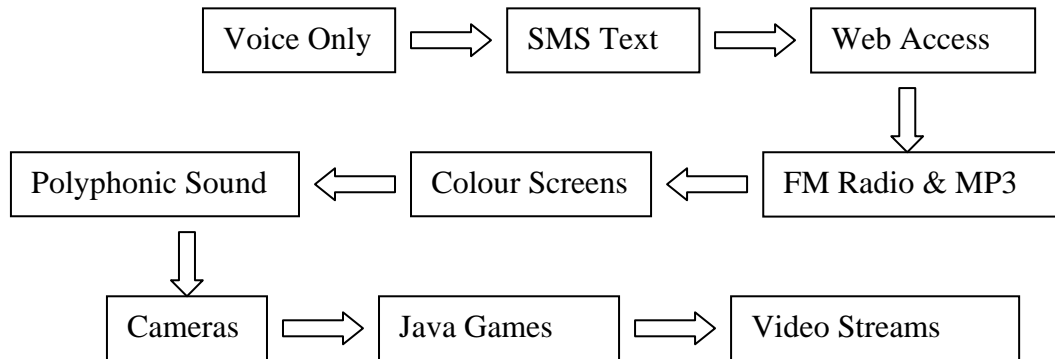 Voice Only
SMS Text
Web Access
FM Radio & MP3
Colour Screens
Polyphonic Sound
Cameras
Java Games
Video Streams